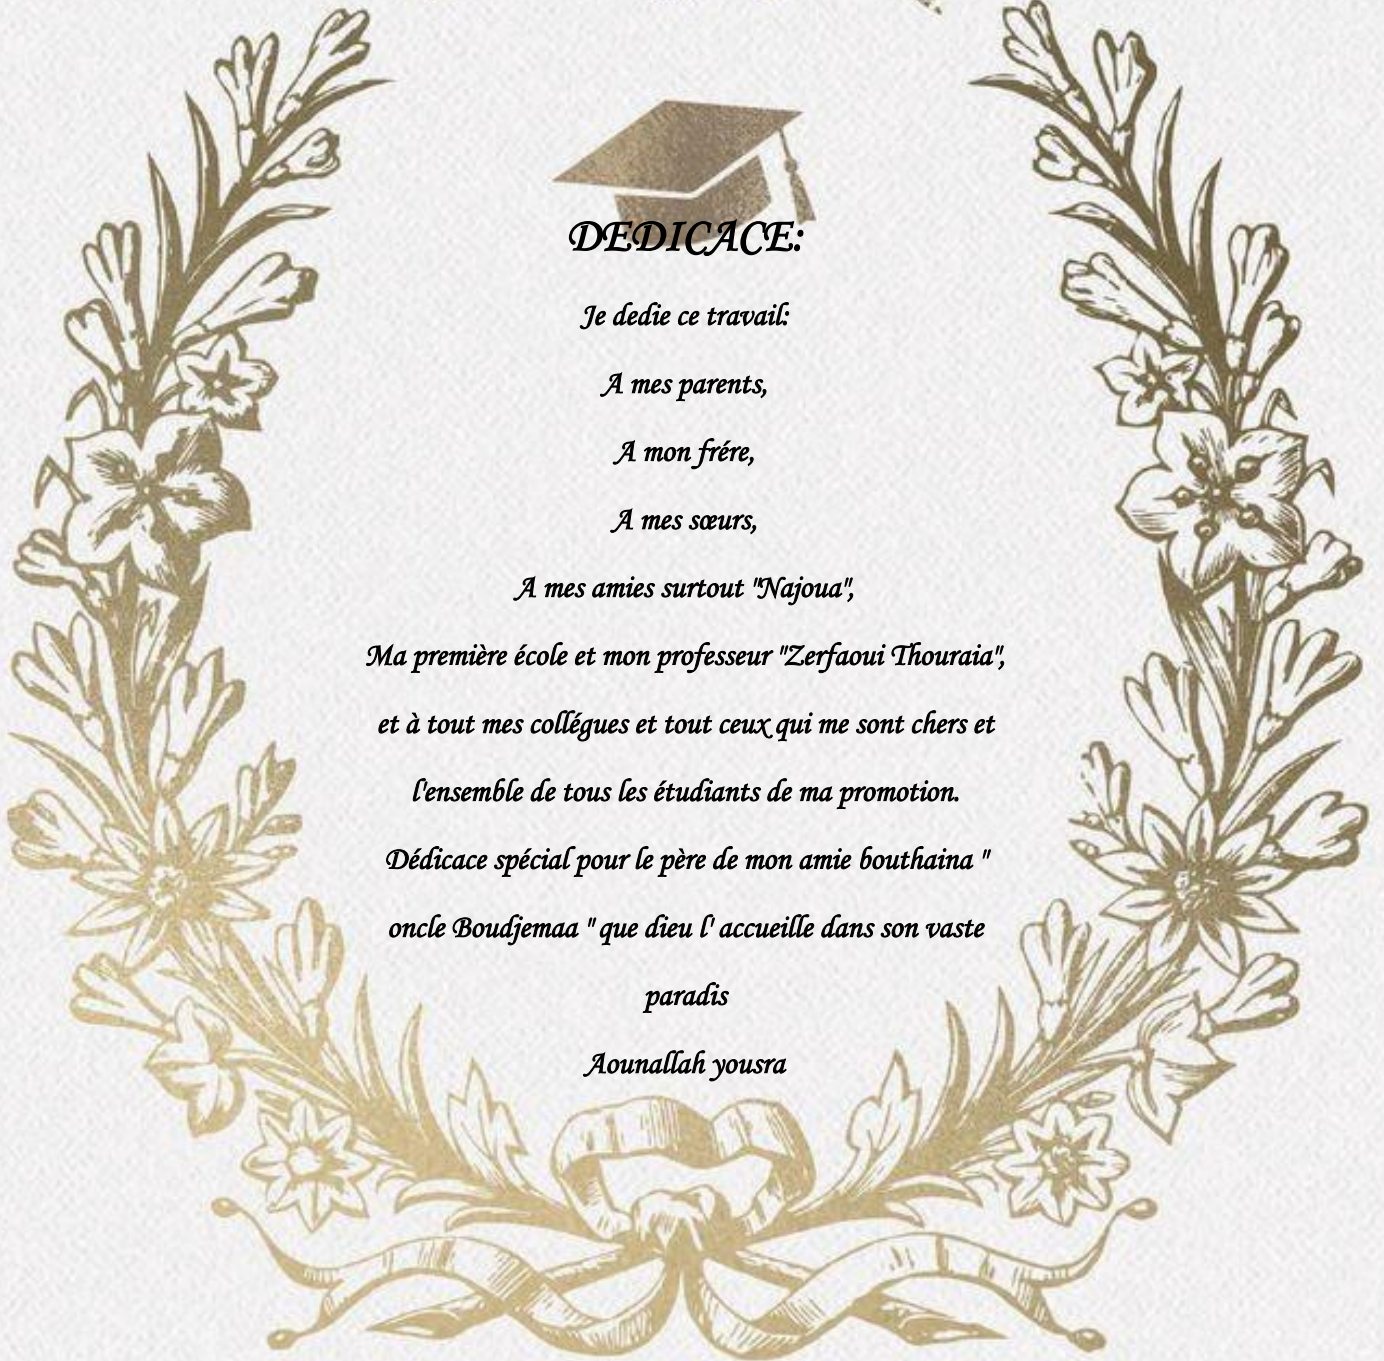 DEDICACE:
Je dedie ce travail:
A mes parents,
A mon frére,
A mes sœurs,
A mes amies surtout "Najoua",
Ma première école et mon professeur "Zerfaoui Thouraia",
et à tout mes collégues et tout ceux qui me sont chers et
l'ensemble de tous les étudiants de ma promotion.
Dédicace spécial pour le père de mon amie bouthaina "
oncle Boudjemaa " que dieu l' accueille dans son vaste
paradis
Aounallah yousra